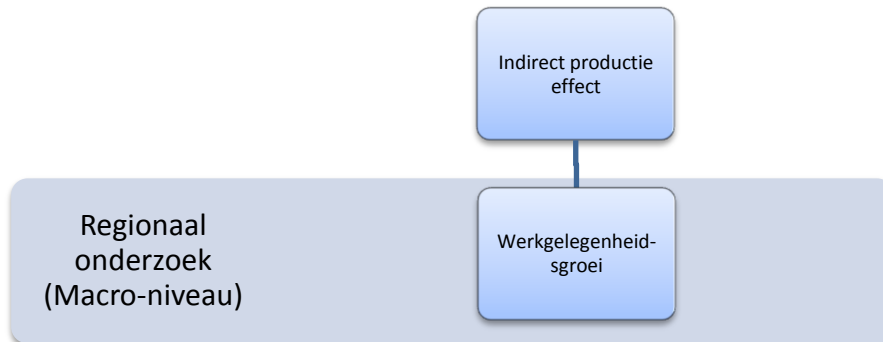 Indirect productie
effect
Regionaal
onderzoek
(Macro-niveau)
Werkgelegenheid-
sgroei